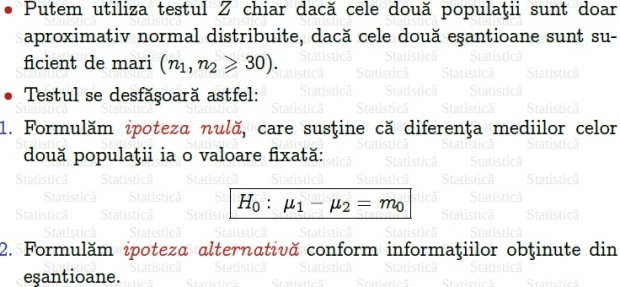 • Putem utiliza testul Z chiar dacă cele două populaţii sunt doar
aproximativ normal distribuite, dacă cele două eşantioane sunt su-
ficient de mari (n₁, n₂ ⩾ 30).
• Testul se desfăşoară astfel:
1. Formulăm ipoteza nulă, care susţine că diferenţa mediilor celor
două populaţii ia o valoare fixată:
H₀ : μ₁ − μ₂ = m₀
2. Formulăm ipoteza alternativă conform informaţiilor obţinute din
eşantioane.